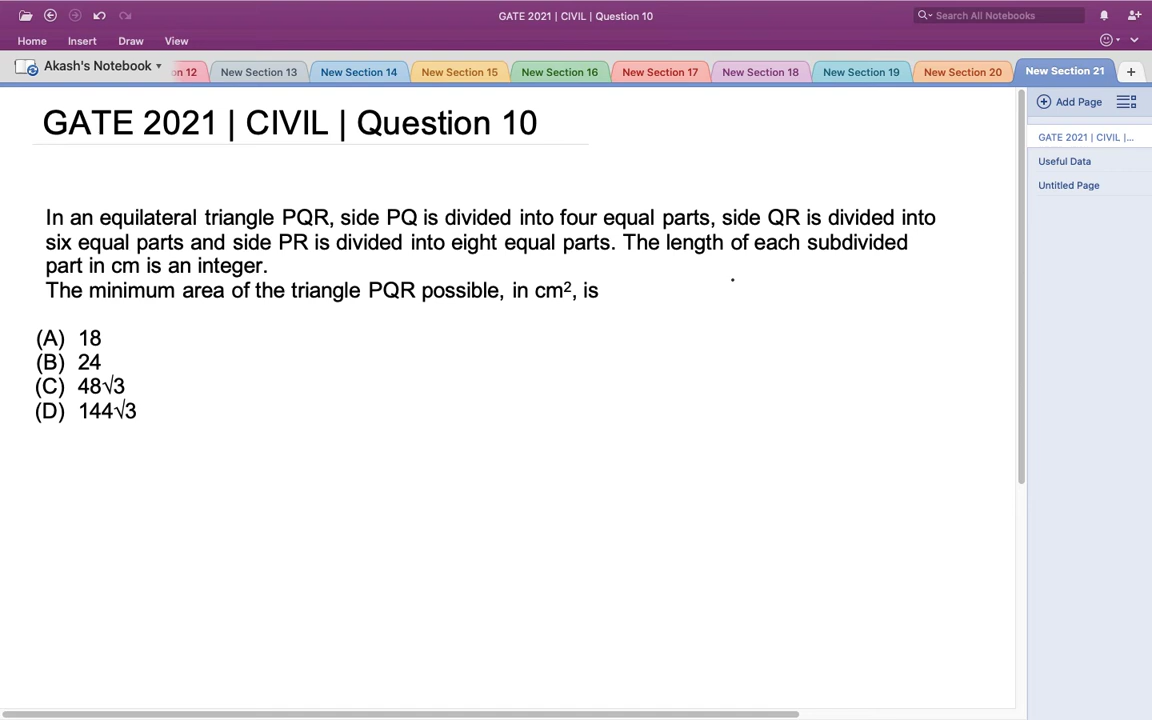 GATE 2021 | CIVIL | Question 10
Search All Notebooks
Home Insert Draw View
Akash's Notebook
on 12 New Section 13 New Section 14 New Section 15 New Section 16 New Section 17 New Section 18 New Section 19 New Section 20 New Section 21 +
Add Page
GATE 2021 | CIVIL | Question 10
GATE 2021 | CIVIL |...
Useful Data
Untitled Page
In an equilateral triangle PQR, side PQ is divided into four equal parts, side QR is divided into
six equal parts and side PR is divided into eight equal parts. The length of each subdivided
part in cm is an integer.
The minimum area of the triangle PQR possible, in cm², is
(A) 18
(B) 24
(C) 48√3
(D) 144√3